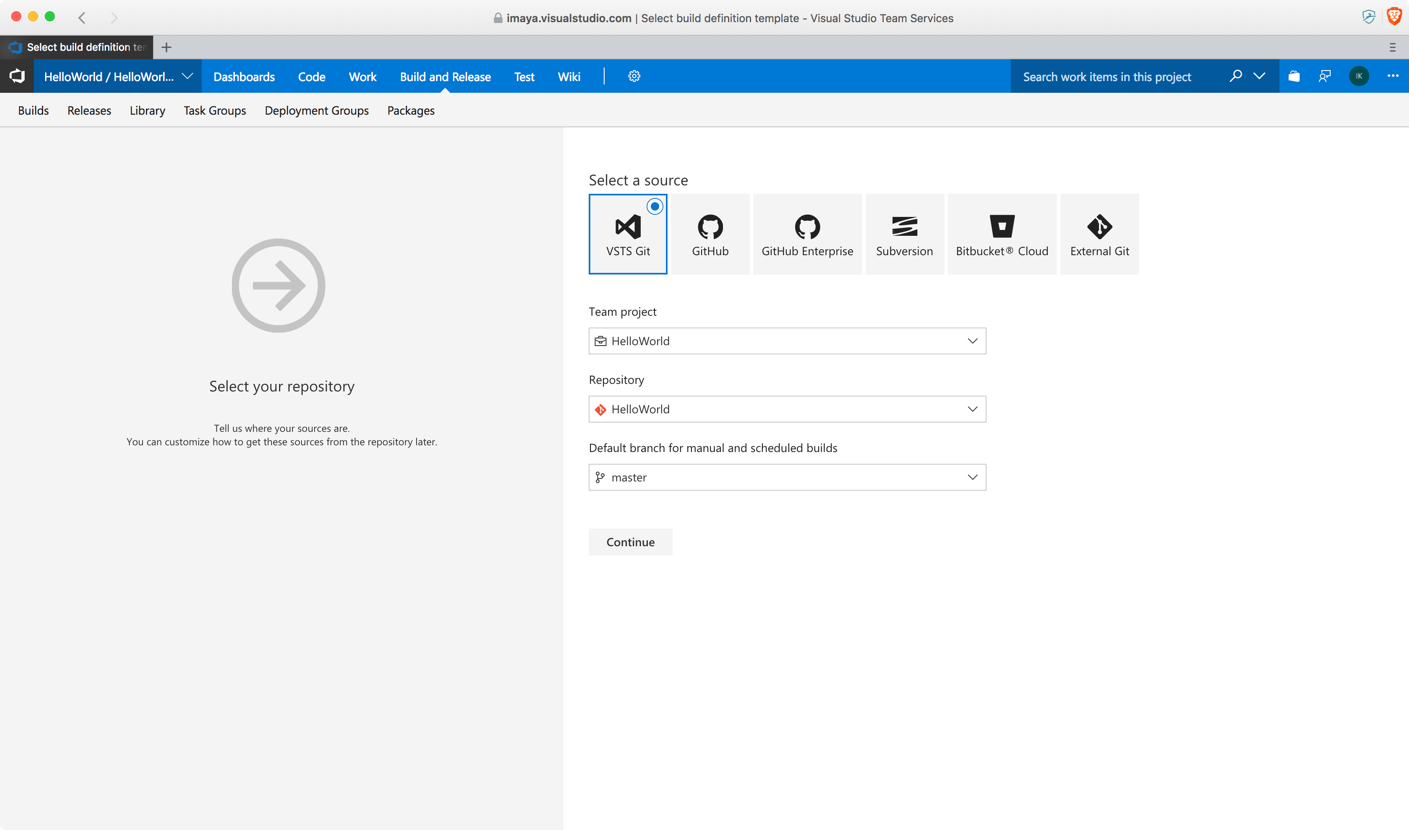 imaya.visualstudio.com | Select build definition template - Visual Studio Team Services
Select build definition ter
HelloWorld / HelloWorl...
Dashboards
Code
Work
Build and Release
Test
Wiki
Search work items in this project
IK
Builds
Releases
Library
Task Groups
Deployment Groups
Packages
Select your repository
Tell us where your sources are.
You can customize how to get these sources from the repository later.
Select a source
VSTS Git
GitHub
GitHub Enterprise
Subversion
Bitbucket® Cloud
External Git
Team project
HelloWorld
Repository
HelloWorld
Default branch for manual and scheduled builds
master
Continue